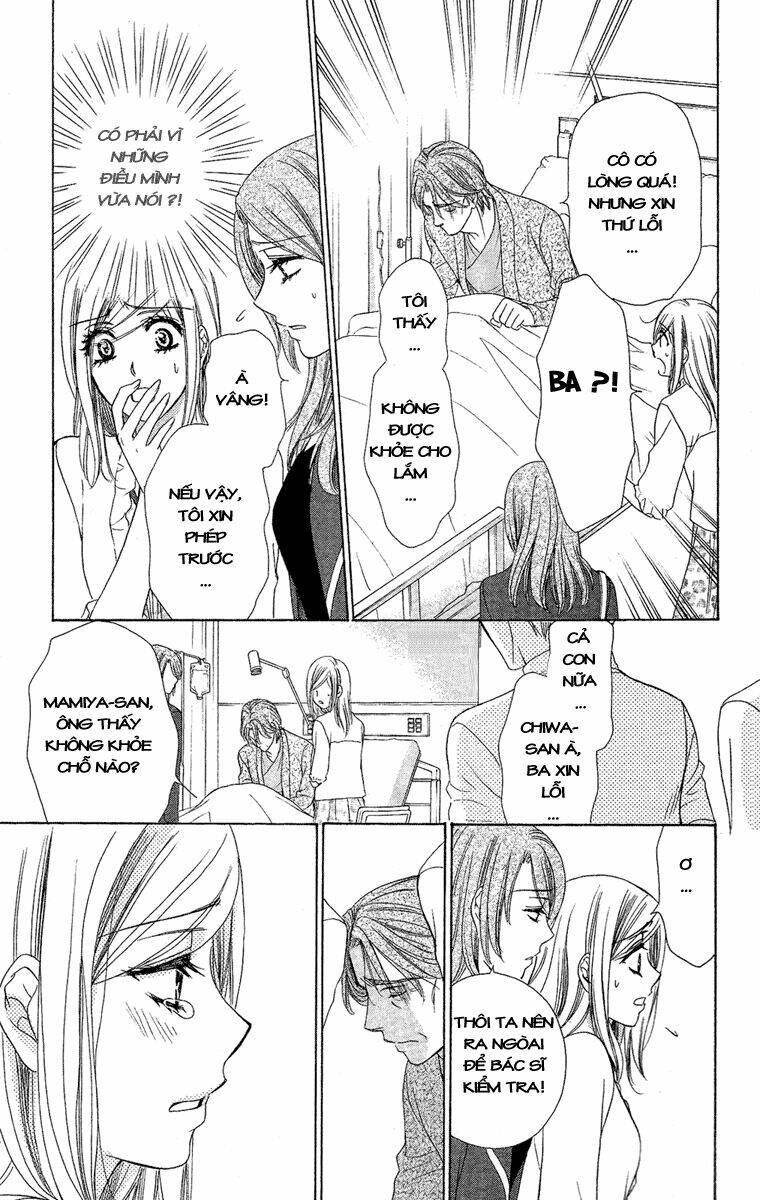 CÔ CÓ
LÒNG QUÁ!
NHƯNG XIN
THỨ LỖI
...
BA ?!
TÔI
THẤY
...
KHÔNG
ĐƯỢC
KHỎE CHO
LẮM
...
CÓ PHẢI VÌ
NHỮNG
ĐIỀU MÌNH
VỪA NÓI ?!
À
VÂNG!
NẾU VẬY,
TÔI XIN
PHÉP
TRƯỚC
...
CẢ
CON
NỮA
...
CHIWA-
SAN À,
BA XIN
LỖI
...
MAMIYA-SAN,
ÔNG THẤY
KHÔNG KHỎE
CHỖ NÀO?
Ơ
...
THÔI TA NÊN
RA NGÒAI
ĐỂ BÁC SĨ
KIỂM TRA!